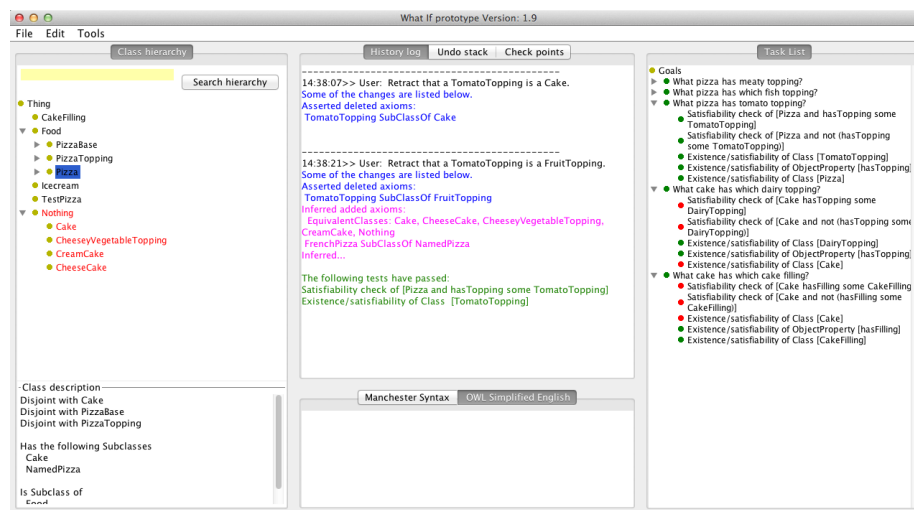 What If prototype Version: 1.9
File Edit Tools
Class hierarchy
Search hierarchy
Thing
CakeFilling
Food
PizzaBase
PizzaTopping
Pizza
Icecream
TestPizza
Nothing
Cake
CheeseyVegetableTopping
CreamCake
CheeseCake
Class description
Disjoint with Cake
Disjoint with PizzaBase
Disjoint with PizzaTopping
Has the following Subclasses
Cake
NamedPizza
Is Subclass of
Food
History log Undo stack Check points
------------------------------------------------
14:38:07>> User: Retract that a TomatoTopping is a Cake.
Some of the changes are listed below.
Asserted deleted axioms:
TomatoTopping SubClassOf Cake
------------------------------------------------
14:38:21>> User: Retract that a TomatoTopping is a FruitTopping.
Some of the changes are listed below.
Asserted deleted axioms:
TomatoTopping SubClassOf FruitTopping
Inferred added axioms:
EquivalentClasses: Cake, CheeseCake, CheeseyVegetableTopping,
CreamCake, Nothing
FrenchPizza SubClassOf NamedPizza
Inferred...
The following tests have passed:
Satisfiability check of [Pizza and hasTopping some TomatoTopping]
Existence/satisfiability of Class [TomatoTopping]
Manchester Syntax OWL Simplified English
Task List
Goals
What pizza has meaty topping?
What pizza has which fish topping?
What pizza has tomato topping?
Satisfiability check of [Pizza and hasTopping some
TomatoTopping]
Satisfiability check of [Pizza and not (hasTopping
some TomatoTopping)]
Existence/satisfiability of Class [TomatoTopping]
Existence/satisfiability of ObjectProperty [hasTopping]
Existence/satisfiability of Class [Pizza]
What cake has which dairy topping?
Satisfiability check of [Cake hasTopping some
DairyTopping]
Satisfiability check of [Cake and not (hasTopping some
DairyTopping)]
Existence/satisfiability of Class [DairyTopping]
Existence/satisfiability of ObjectProperty [hasTopping]
Existence/satisfiability of Class [Cake]
What cake has which cake filling?
Satisfiability check of [Cake hasFilling some CakeFilling
Satisfiability check of [Cake and not (hasFilling some
CakeFilling)]
Existence/satisfiability of Class [Cake]
Existence/satisfiability of ObjectProperty [hasFilling]
Existence/satisfiability of Class [CakeFilling]